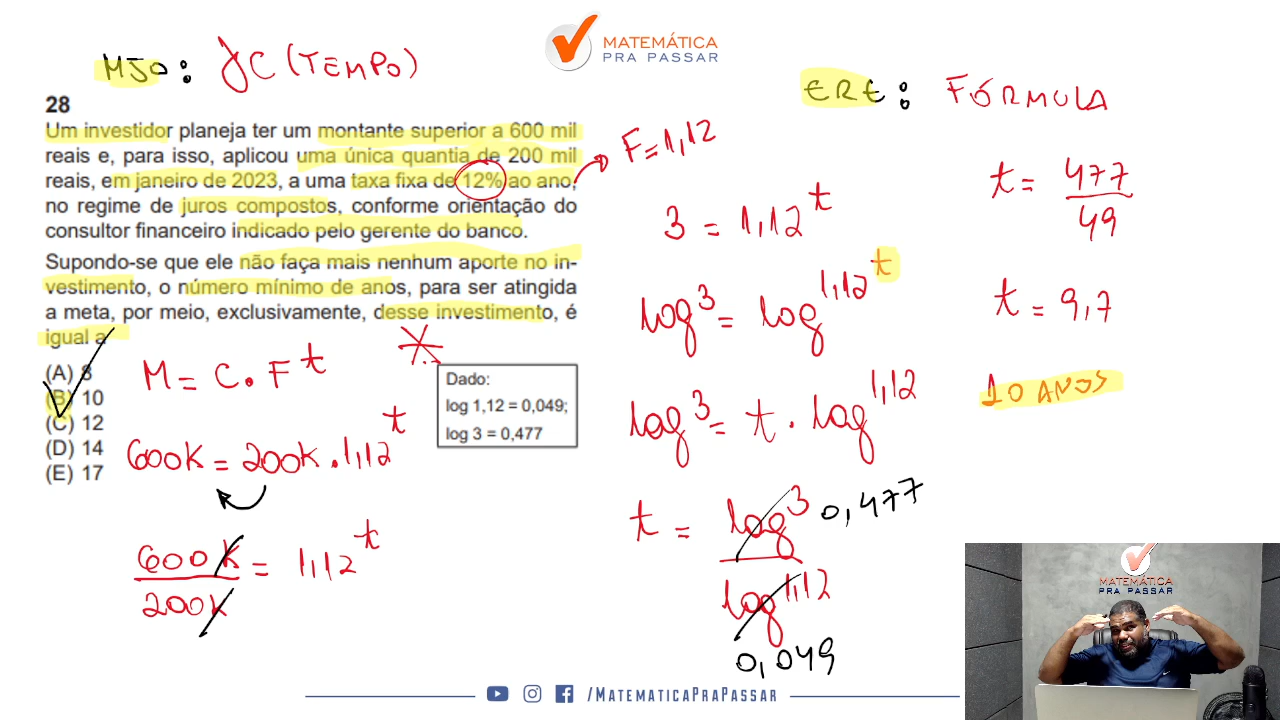 MATEMÁTICA
PRA PASSAR
MJO: JC (TEMPO)
28
Um investidor planeja ter um montante superior a 600 mil
reais e, para isso, aplicou uma única quantia de 200 mil
reais, em janeiro de 2023, a uma taxa fixa de 12% ao ano,
no regime de juros compostos, conforme orientação do
consultor financeiro indicado pelo gerente do banco.
Supondo-se que ele não faça mais nenhum aporte no in-
vestimento, o número mínimo de anos, para ser atingida
a meta, por meio, exclusivamente, desse investimento, é
igual a
(A) 8
(B) 10
(C) 12
(D) 14
(E) 17
Dado:
log 1,12 = 0,049;
log 3 = 0,477
M = C . F^t
600K = 200K . 1,12^t
600K/200K = 1,12^t
F = 1,12
3 = 1,12^t
log 3 = log 1,12^t
log 3 = t . log 1,12
t = log 3/log 1,12
0,477
0,049
ERE: FÓRMULA
t = 477/49
t = 9,7
10 ANOS
MATEMÁTICA
PRA PASSAR
/MATEMATICAPRAPASSAR